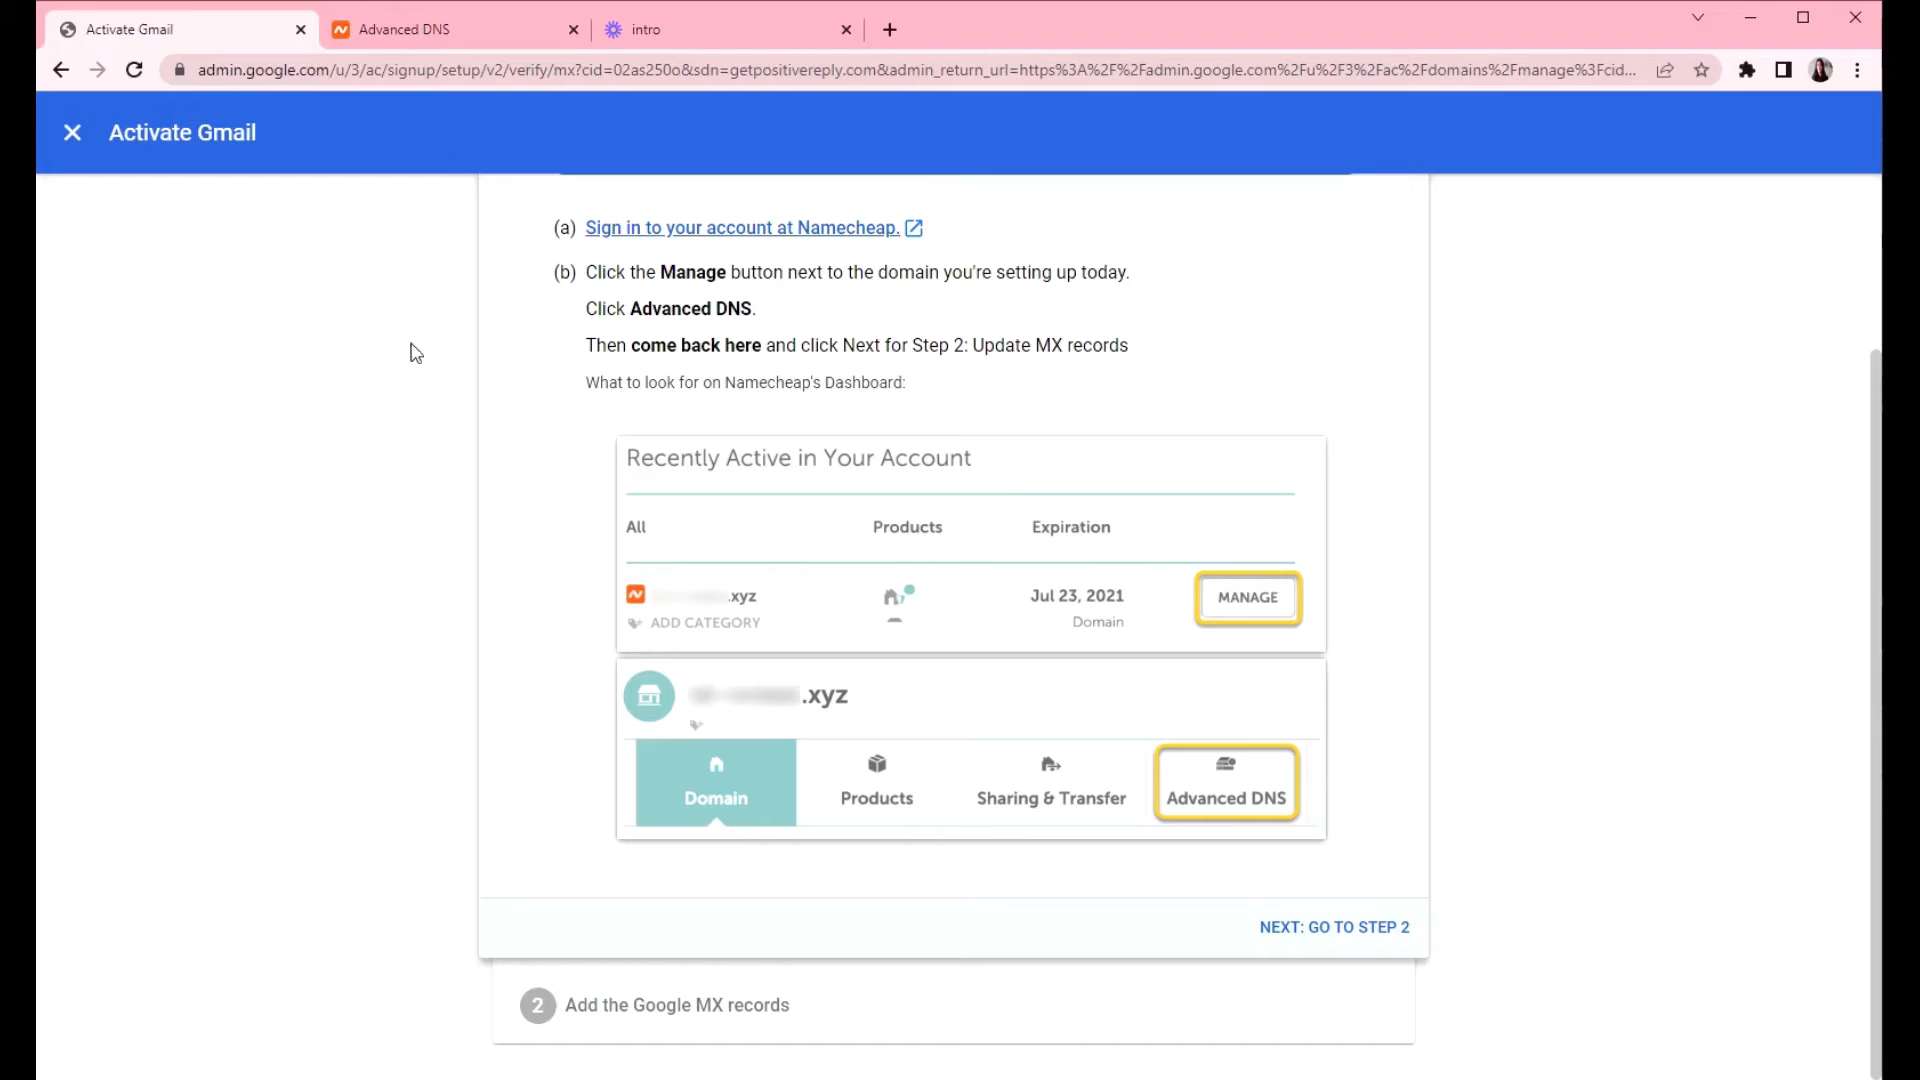 Activate Gmail
Advanced DNS
intro
admin.google.com/u/3/ac/signup/setup/v2/verify/mx?cid=02as250o&sdn=getpositivereply.com&admin_return_url=https%3A%2F%2Fadmin.google.com%2Fu%2F3%2Fac%2Fdomains%2Fmanage%3Fcid...
Activate Gmail
(a) Sign in to your account at Namecheap.
(b) Click the Manage button next to the domain you're setting up today.
Click Advanced DNS.
Then come back here and click Next for Step 2: Update MX records
What to look for on Namecheap's Dashboard:
Recently Active in Your Account
All Products Expiration
.xyz Jul 23, 2021 MANAGE
ADD CATEGORY Domain
.xyz
Domain Products Sharing & Transfer Advanced DNS
NEXT: GO TO STEP 2
2 Add the Google MX records